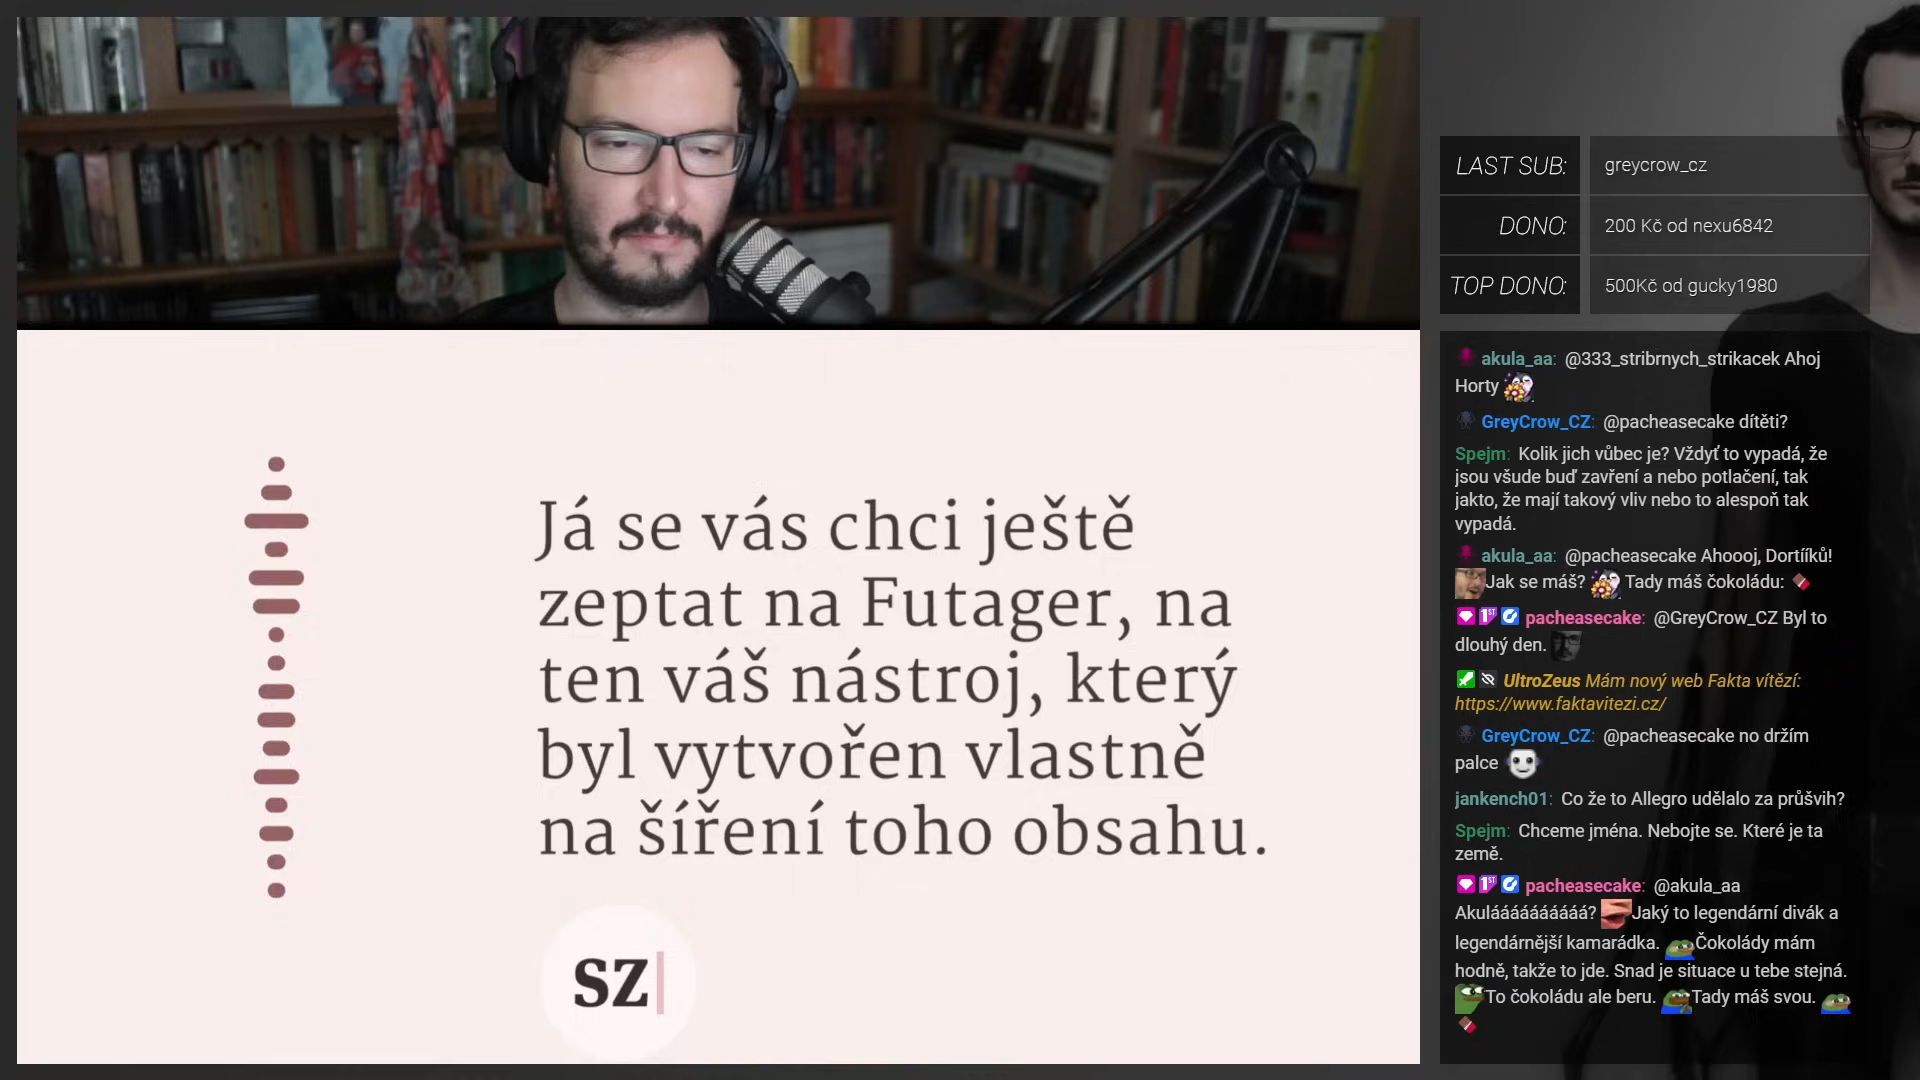 LAST SUB:
greycrow_cz
DONO:
200 Kč od nexu6842
TOP DONO:
500Kč od gucky1980
Já se vás chci ještě
zeptat na Futager, na
ten váš nástroj, který
byl vytvořen vlastně
na šíření toho obsahu.
SZ
akula_aa: @333_stribrnych_strikacek Ahoj
Horty
GreyCrow_CZ: @pacheasecake dítěti?
Spejm: Kolik jich vůbec je? Vždyť to vypadá, že
jsou všude buď zavření a nebo potlačení, tak
jakto, že mají takový vliv nebo to alespoň tak
vypadá.
akula_aa: @pacheasecake Ahoooj, Dortííků!
Jak se máš? Tady máš čokoládu:
1ST pacheasecake: @GreyCrow_CZ Byl to
dlouhý den.
UltroZeus Mám nový web Fakta vítězí:
https://www.faktavitezi.cz/
GreyCrow_CZ: @pacheasecake no držím
palce
jankench01: Co že to Allegro udělalo za průšvih?
Spejm: Chceme jména. Nebojte se. Které je ta
země.
1ST pacheasecake: @akula_aa
Akuláááááááááá? Jaký to legendární divák a
legendárnější kamarádka. Čokolády mám
hodně, takže to jde. Snad je situace u tebe stejná.
To čokoládu ale beru. Tady máš svou.